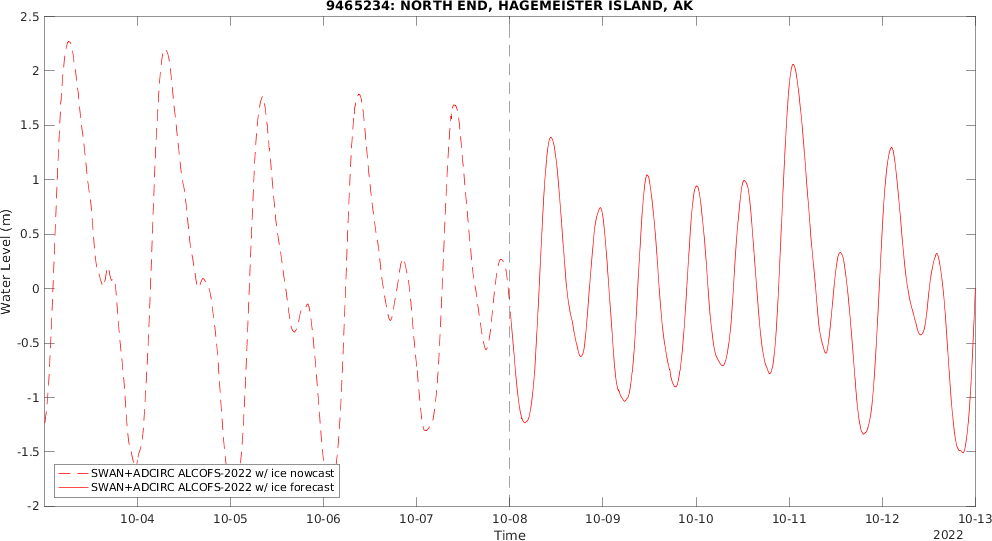 9465234: NORTH END, HAGEMEISTER ISLAND, AK
Water Level (m)
2.5
2
1.5
1
0.5
0
-0.5
-1
-1.5
-2
SWAN+ADCIRC ALCOFS-2022 w/ ice nowcast
SWAN+ADCIRC ALCOFS-2022 w/ ice forecast
10-04 10-05 10-06 10-07 10-08 10-09 10-10 10-11 10-12 10-13
Time
2022